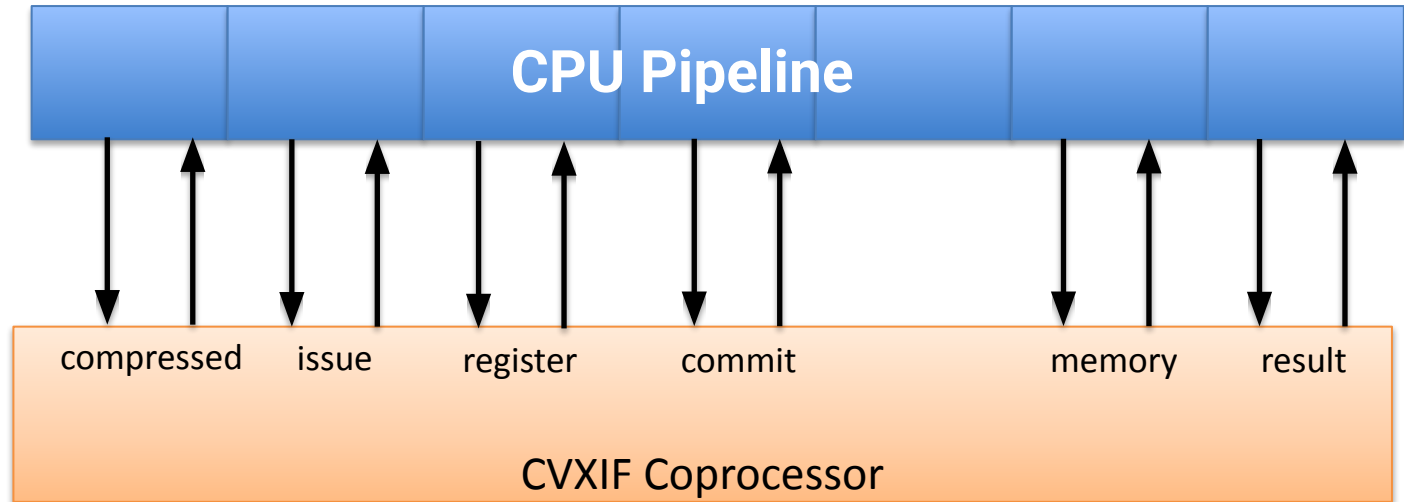 CPU Pipeline
compressed issue register commit memory result
CVXIF Coprocessor